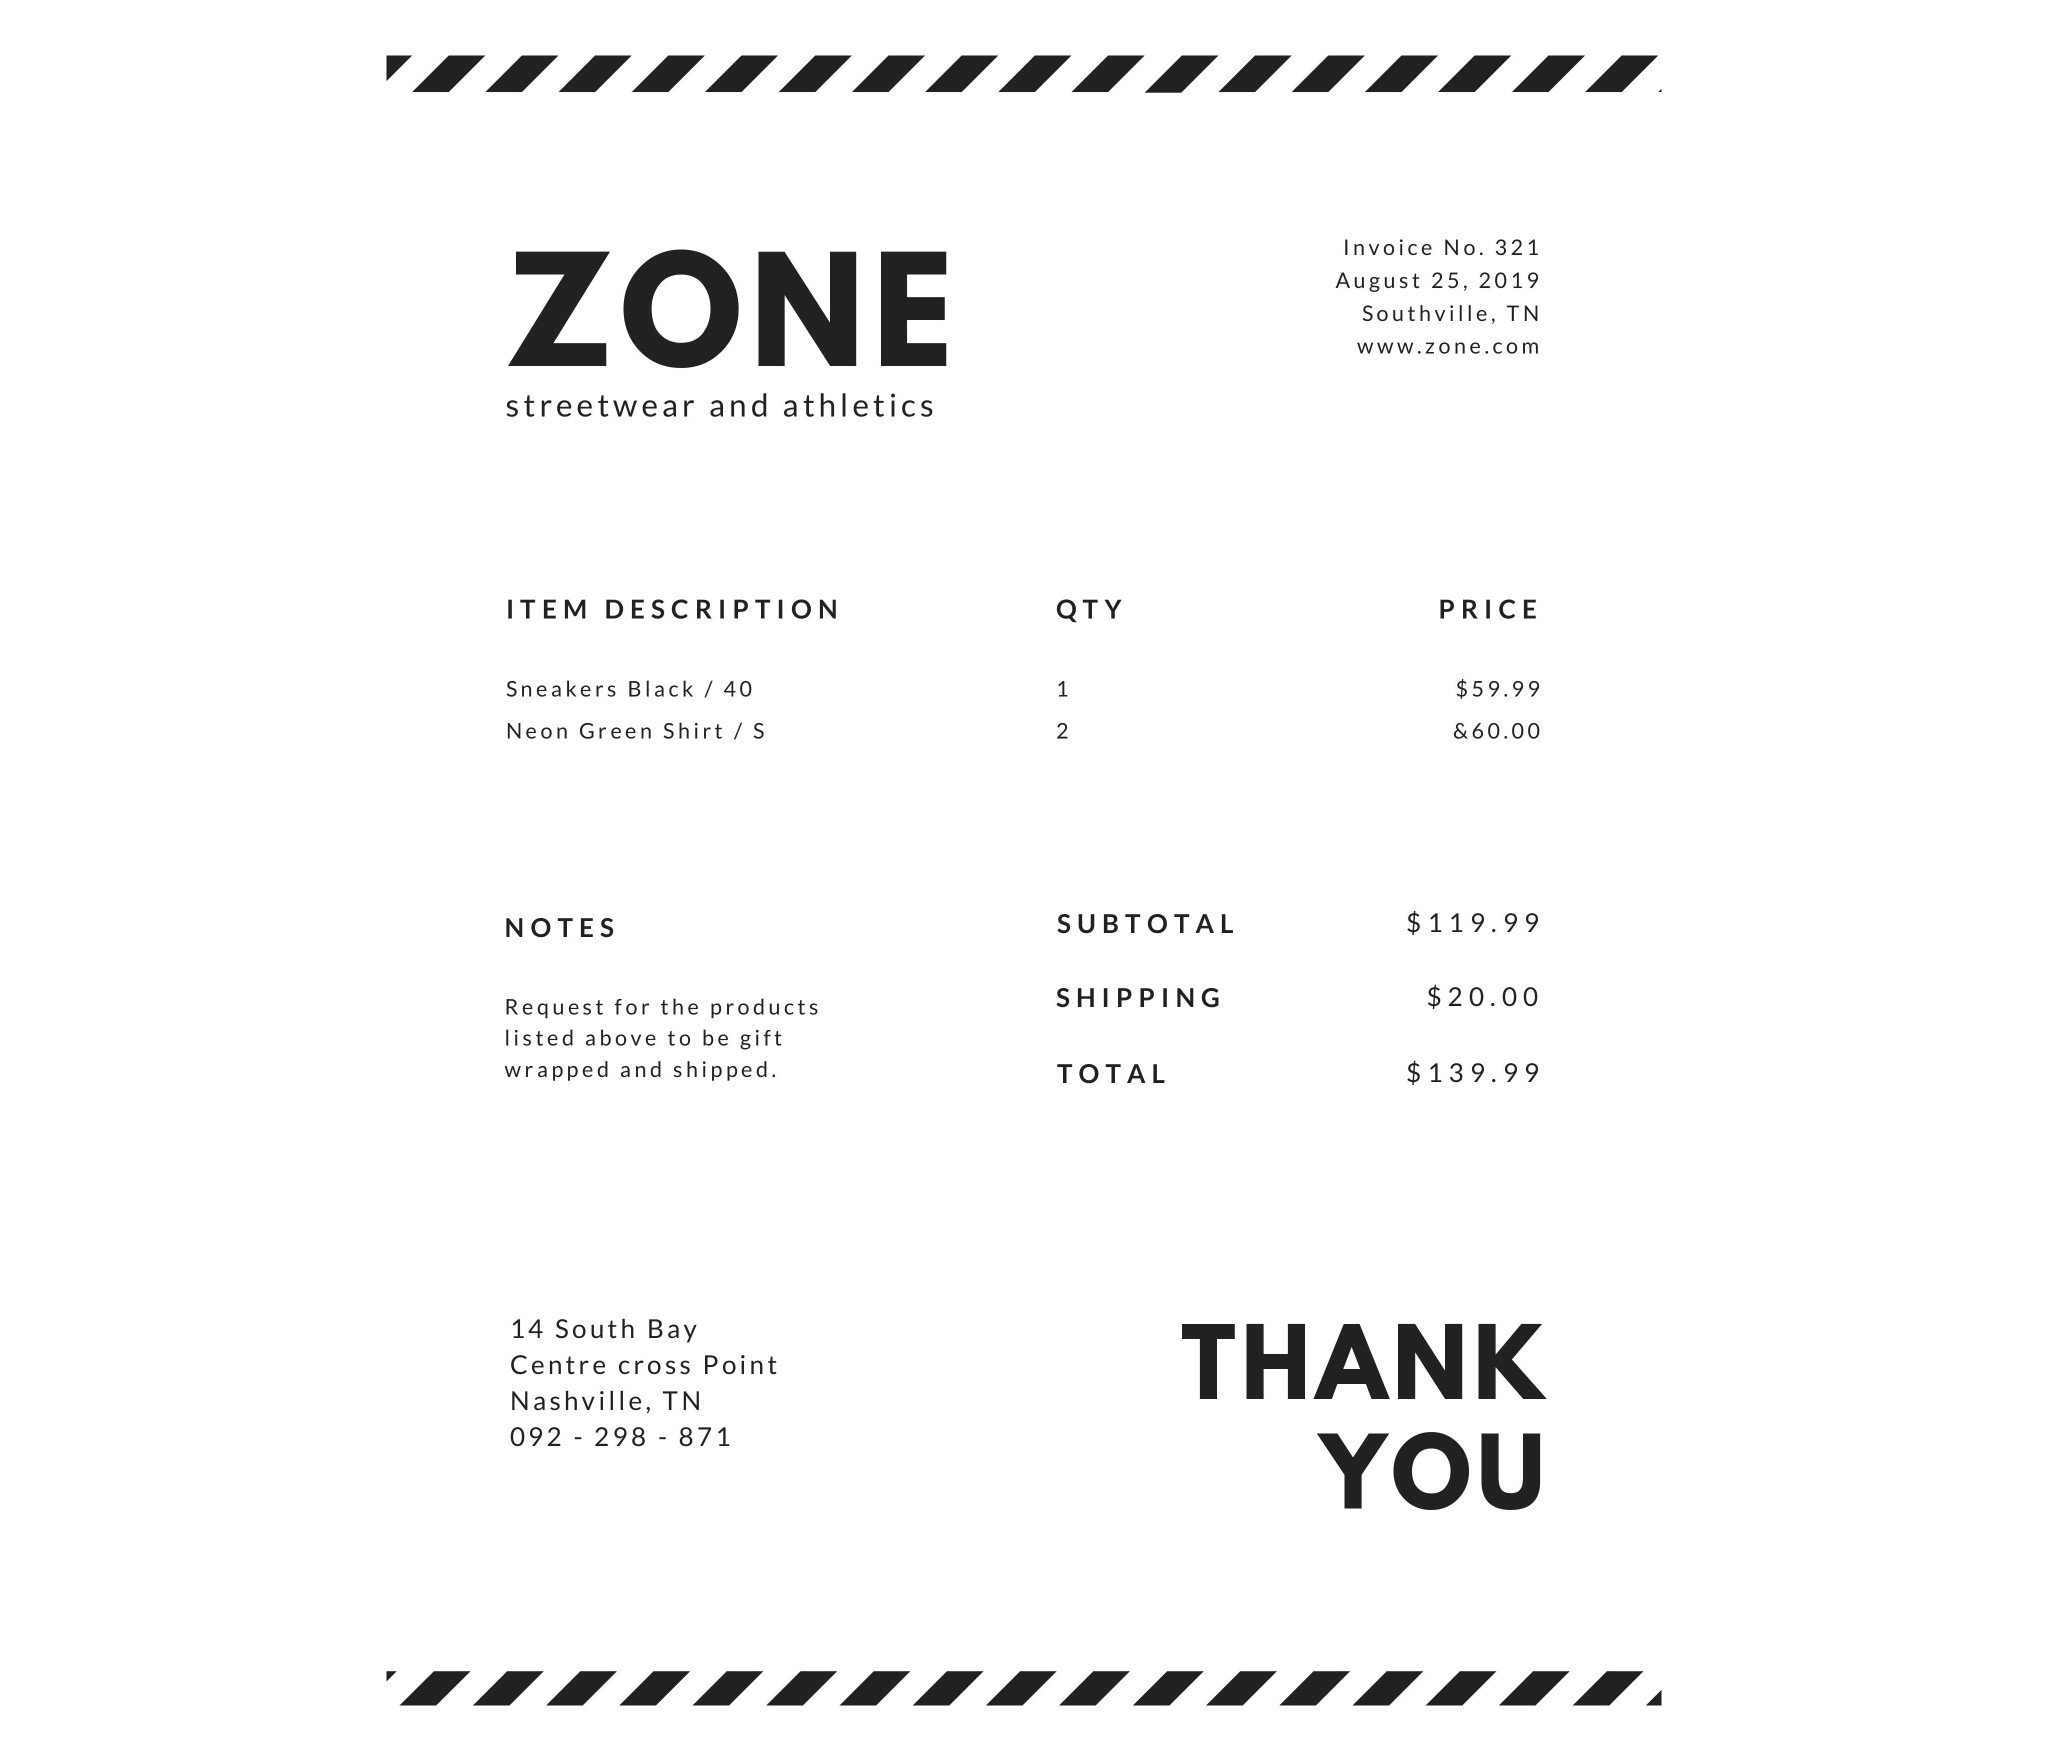 ZONE
streetwear and athletics
Invoice No. 321
August 25, 2019
Southville, TN
www.zone.com
ITEM DESCRIPTION QTY PRICE
Sneakers Black / 40 1 $59.99
Neon Green Shirt / S 2 &60.00
NOTES
Request for the products
listed above to be gift
wrapped and shipped.
SUBTOTAL $119.99
SHIPPING $20.00
TOTAL $139.99
14 South Bay
Centre cross Point
Nashville, TN
092 - 298 - 871
THANK
YOU